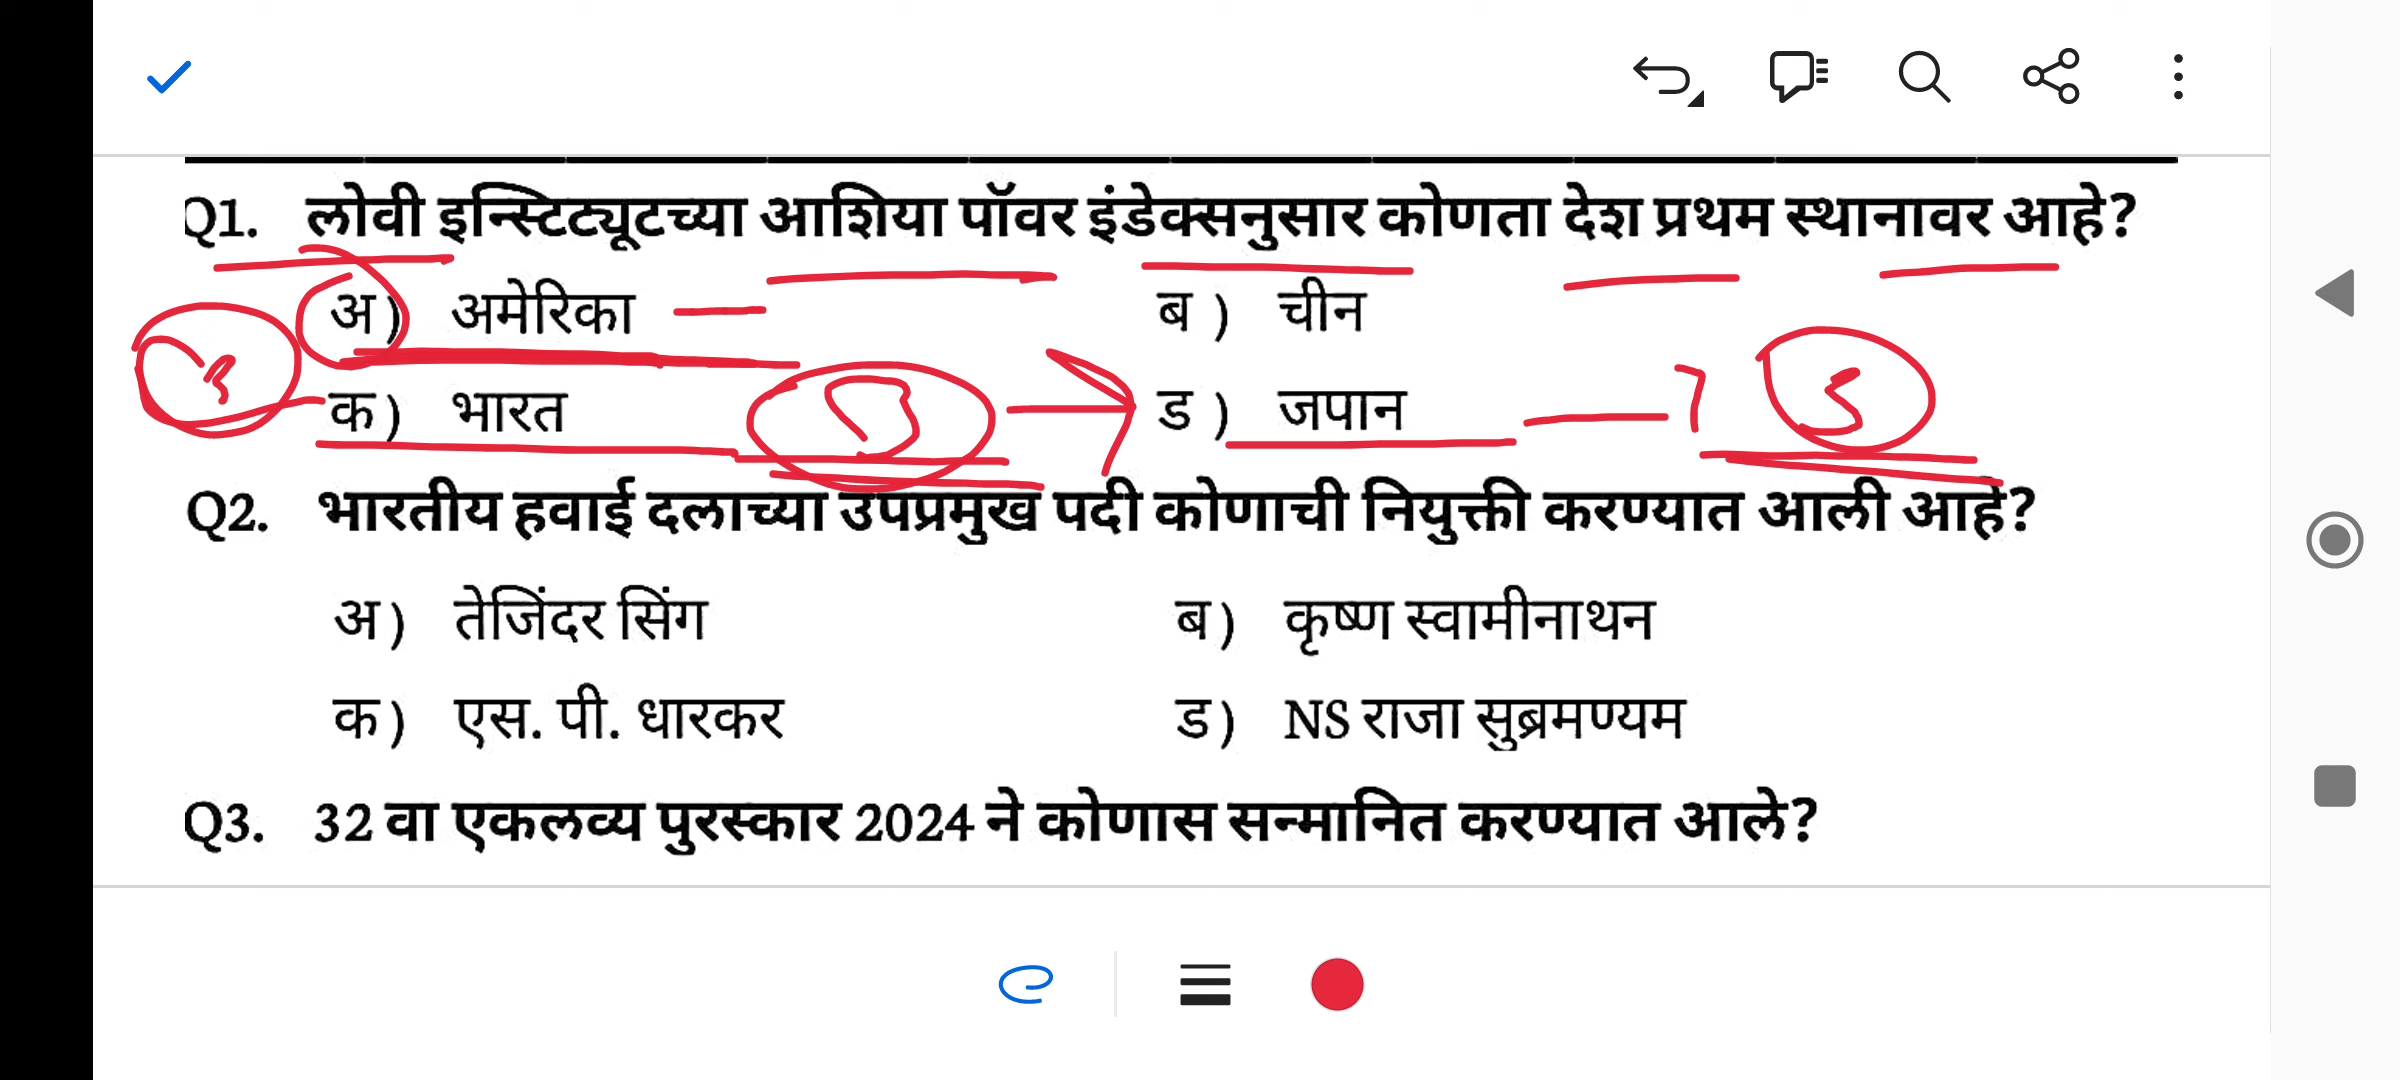 Q1. लोवी इन्स्टिट्यूटच्या आशिया पॉवर इंडेक्सनुसार कोणता देश प्रथम स्थानावर आहे?
अ) अमेरिका ब ) चीन
क) भारत ड ) जपान
Q2. भारतीय हवाई दलाच्या उपप्रमुख पदी कोणाची नियुक्ती करण्यात आली आहे?
अ) तेजिंदर सिंग ब ) कृष्ण स्वामीनाथन
क) एस. पी. धारकर ड ) NS राजा सुब्रमण्यम
Q3. 32 वा एकलव्य पुरस्कार 2024 ने कोणास सन्मानित करण्यात आले?